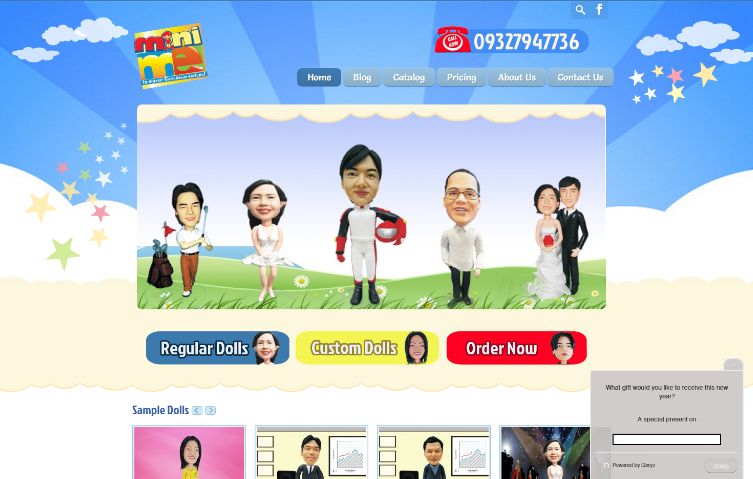 mini
me
CALL
NOW
09327947736
Home
Blog
Catalog
Pricing
About Us
Contact Us
Regular Dolls
Custom Dolls
Order Now
Sample Dolls
What gift would you like to receive this new
year?
A special present on
Powered by Qeryz
SEND